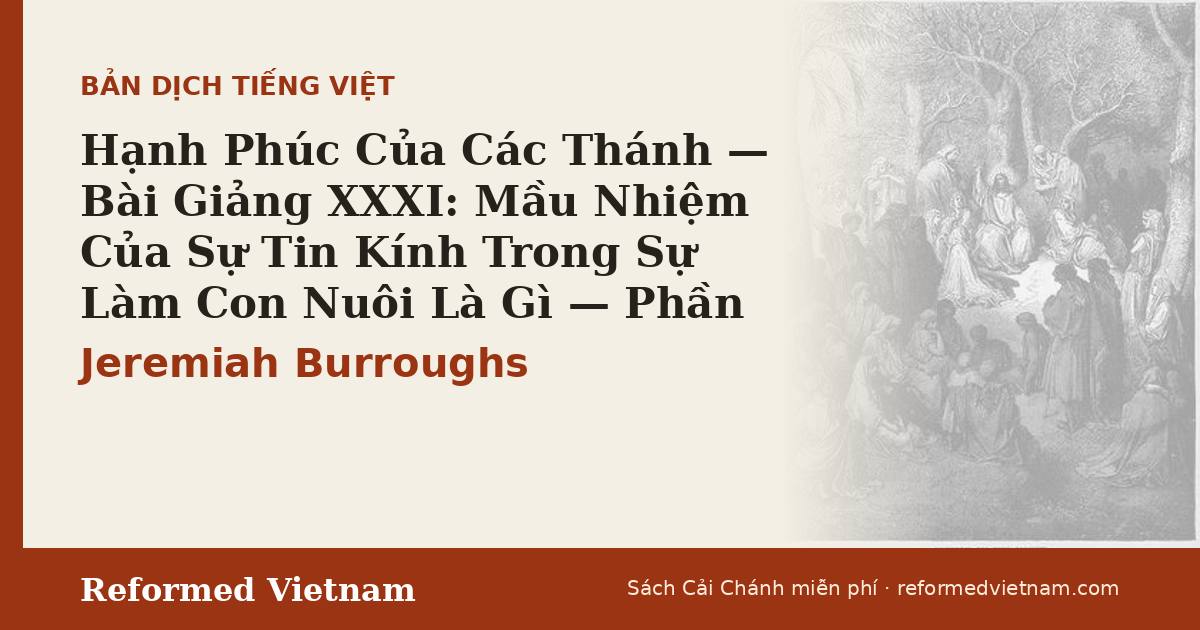 BẢN DỊCH TIẾNG VIỆT
Hạnh Phúc Của Các Thánh —
Bài Giảng XXXI: Mầu Nhiệm
Của Sự Tin Kính Trong Sự
Làm Con Nuôi Là Gì — Phần
Jeremiah Burroughs
Reformed Vietnam
Sách Cải Chánh miễn phí · reformedvietnam.com